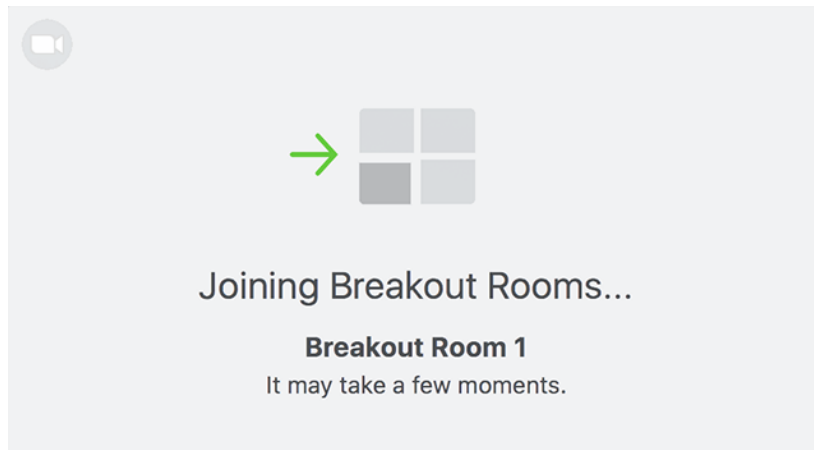 Joining Breakout Rooms...
Breakout Room 1
It may take a few moments.